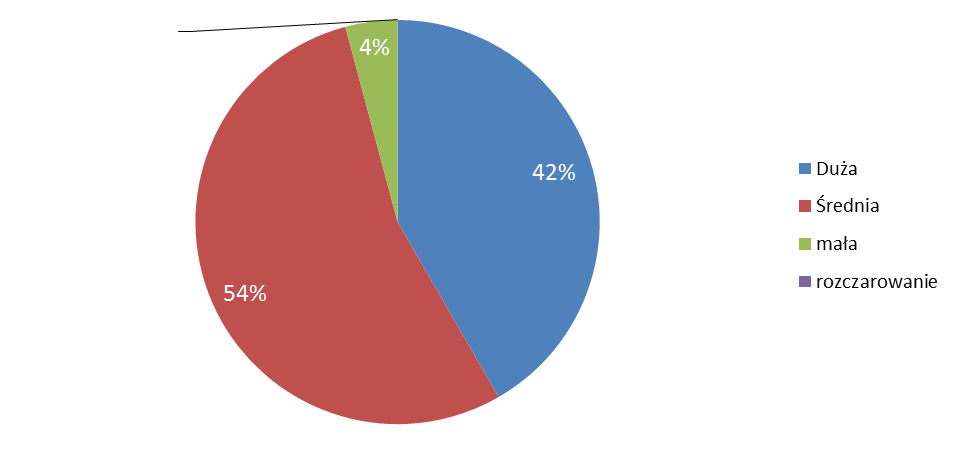 4%
42%
54%
Duża
Średnia
mała
rozczarowanie